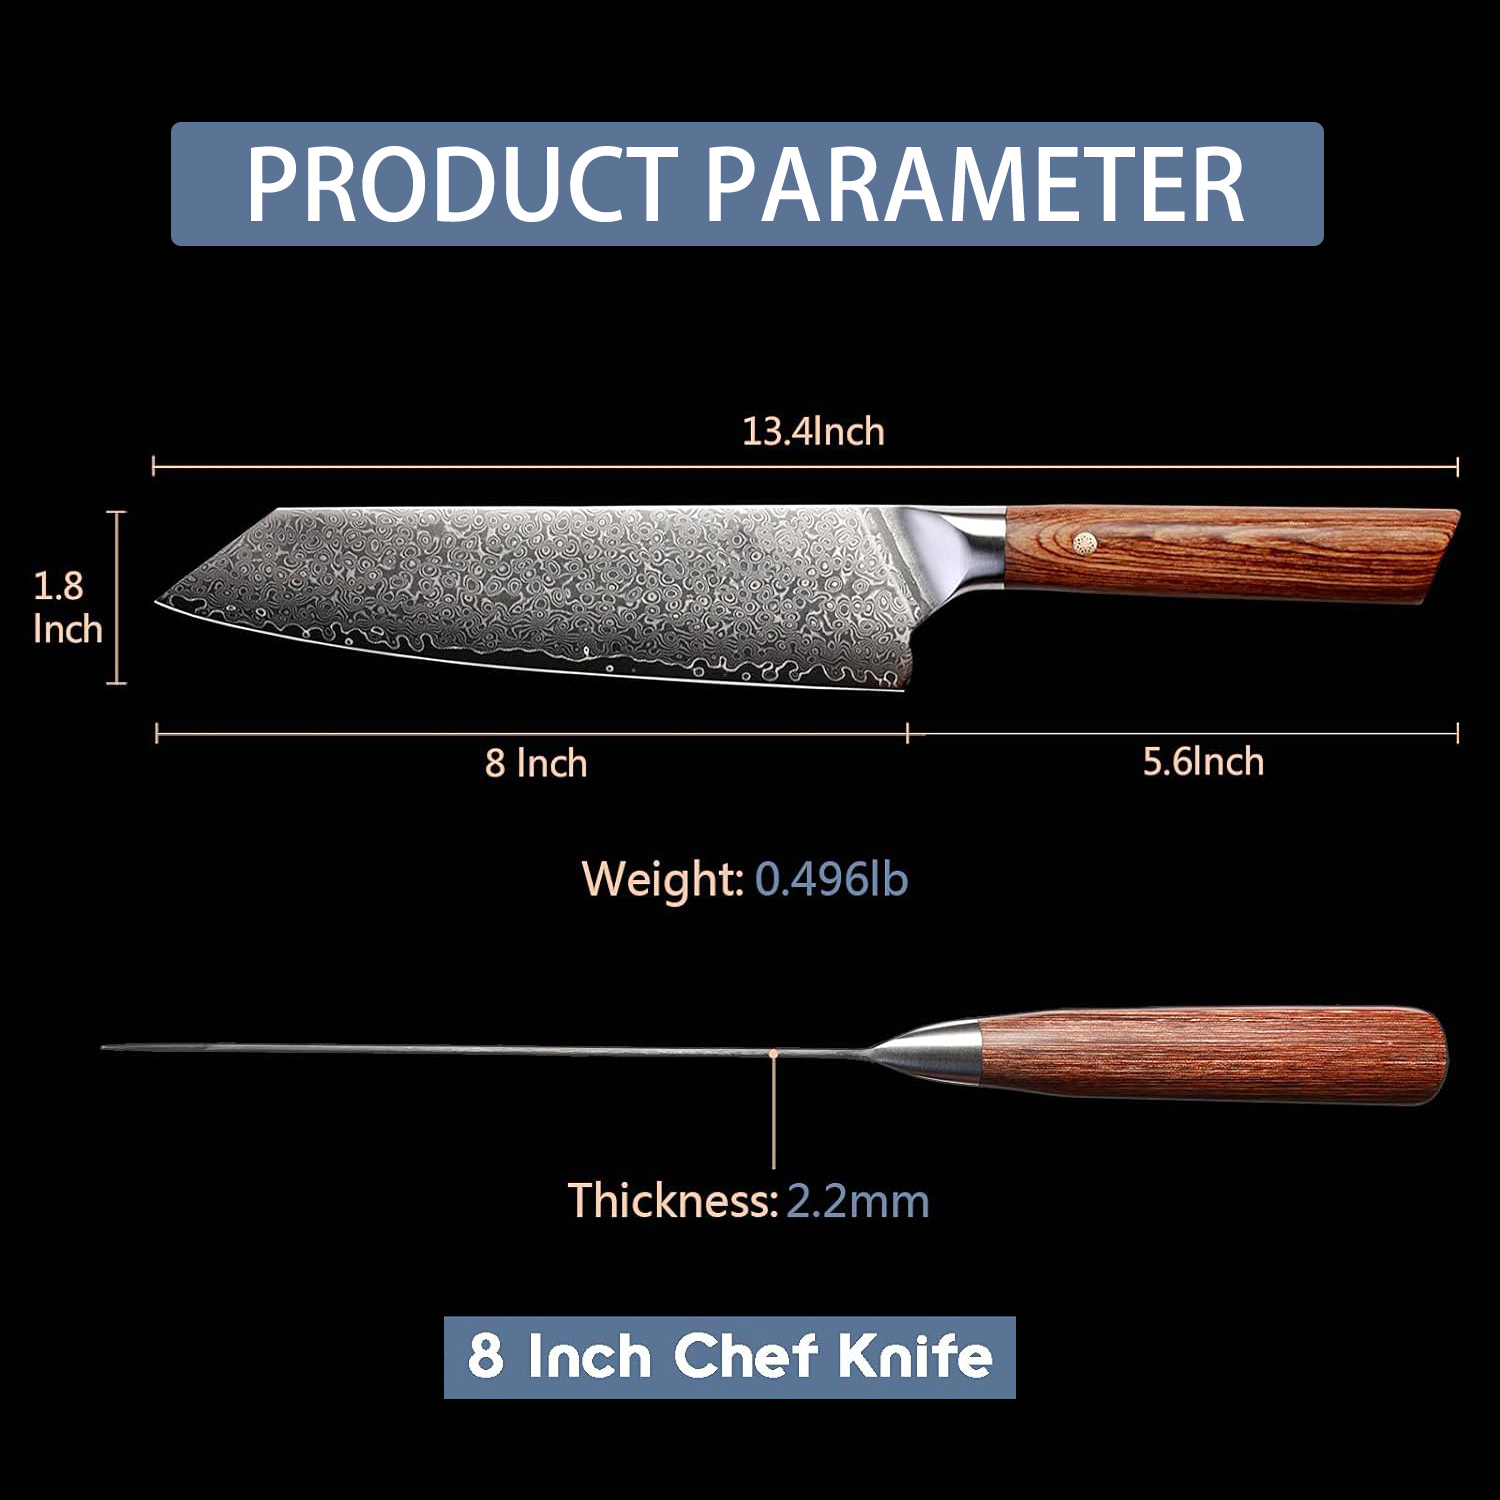 PRODUCT PARAMETER
13.4Inch
1.8
Inch
8 Inch
5.6Inch
Weight: 0.496lb
Thickness: 2.2mm
8 Inch Chef Knife